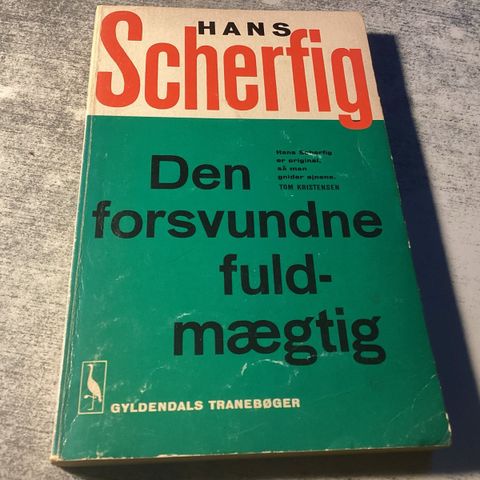 HANS
Scherfig
Hans Scherfig
er original,
så man
gnider øjnene.
TOM KRISTENSEN
Den
forsvundne
fuld-
mægtig
GYLDENDALS TRANEBØGER